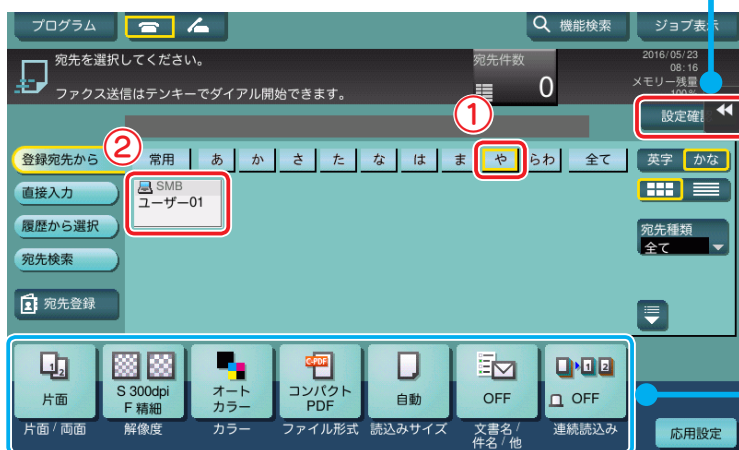 プログラム
機能検索
ジョブ表示
宛先を選択してください。
ファクス送信はテンキーでダイアル開始できます。
宛先件数
0
2016/05/23
08:16
メモリー残量
100%
①
設定確認
②
登録宛先から
常用
あ
か
さ
た
な
は
ま
や
らわ
全て
英字
かな
直接入力
SMB
ユーザー01
履歴から選択
宛先種類
全て
宛先検索
宛先登録
1
2
片面
片面 / 両面
S 300dpi
F 精細
解像度
オート
カラー
カラー
C-PDF
コンパクト
PDF
ファイル形式
自動
読込みサイズ
OFF
文書名 /
件名 / 他
1
2
OFF
連続読込み
応用設定